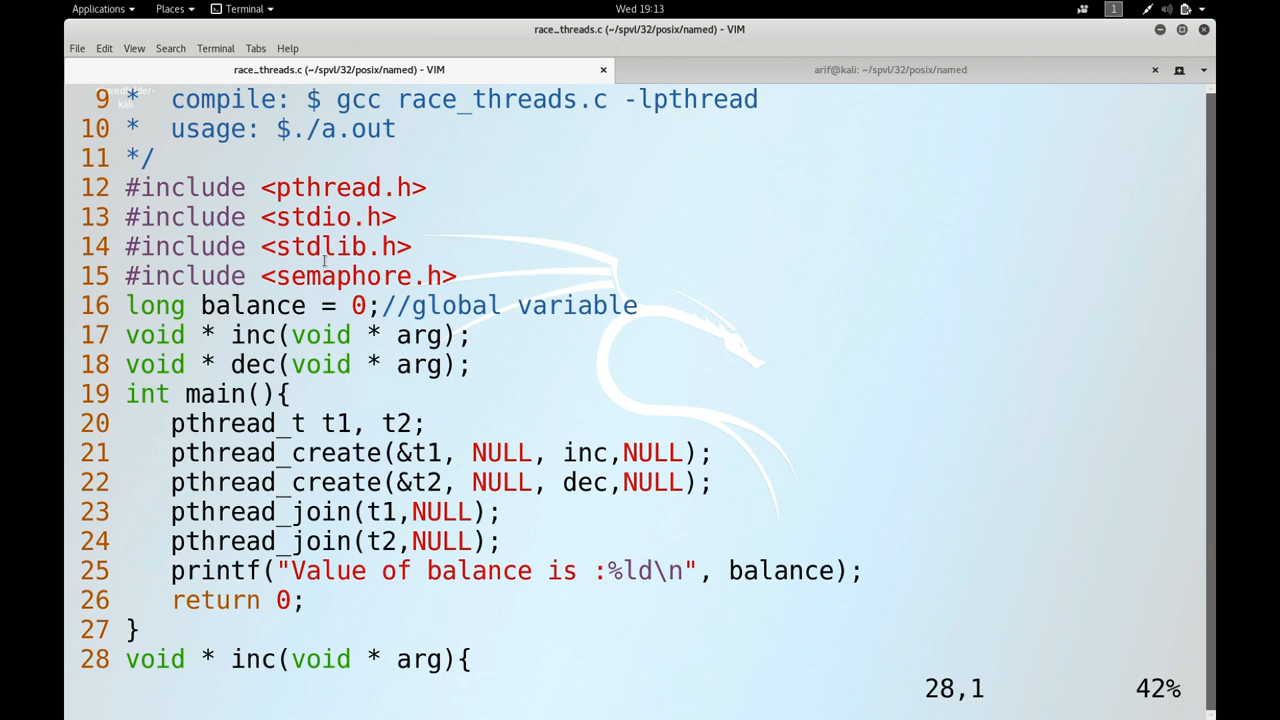 Applications Places Terminal Wed 19:13 1
race_threads.c (~/spvl/32/posix/named) - VIM
File Edit View Search Terminal Tabs Help
race_threads.c (~/spvl/32/posix/named) - VIM arif@kali: ~/spvl/32/posix/named
9 *  compile: $ gcc race_threads.c -lpthread
10 *  usage: $./a.out
11 */
12 #include <pthread.h>
13 #include <stdio.h>
14 #include <stdlib.h>
15 #include <semaphore.h>
16 long balance = 0;//global variable
17 void * inc(void * arg);
18 void * dec(void * arg);
19 int main(){
20    pthread_t t1, t2;
21    pthread_create(&t1, NULL, inc,NULL);
22    pthread_create(&t2, NULL, dec,NULL);
23    pthread_join(t1,NULL);
24    pthread_join(t2,NULL);
25    printf("Value of balance is :%ld\n", balance);
26    return 0;
27 }
28 void * inc(void * arg){
28,1 42%